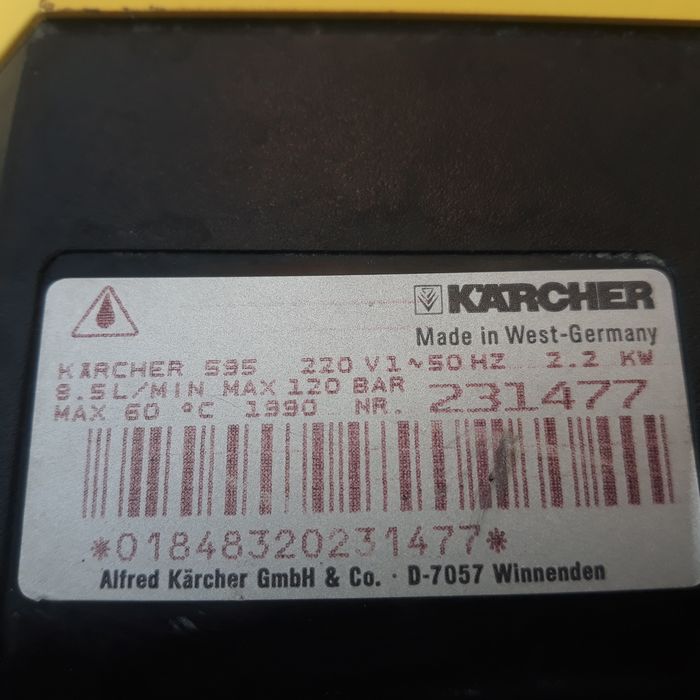 KÄRCHER
Made in West-Germany
KÄRCHER 595 220 V 1~50 HZ 2.2 KW
8.5L/MIN MAX 120 BAR
MAX 60 °C 1990 NR. 231477
*01848320231477*
Alfred Kärcher GmbH & Co. · D-7057 Winnenden